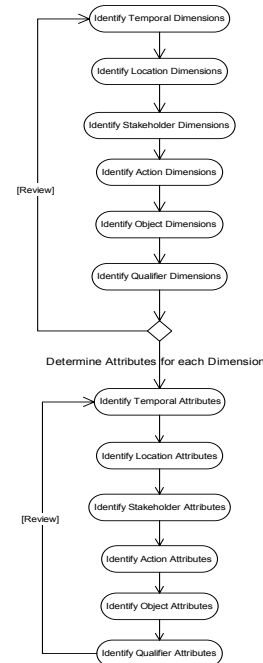 Identify Temporal Dimensions
Identify Location Dimensions
Identify Stakeholder Dimensions
Identify Action Dimensions
[Review]
Identify Object Dimensions
Identify Qualifier Dimensions
Determine Attributes for each Dimension
Identify Temporal Attributes
Identify Location Attributes
Identify Stakeholder Attributes
[Review]
Identify Action Attributes
Identify Object Attributes
Identify Qualifier Attributes